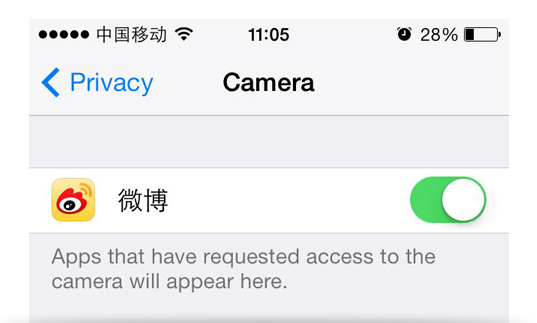 中国移动 11:05 28%
Privacy Camera
微博
Apps that have requested access to the
camera will appear here.